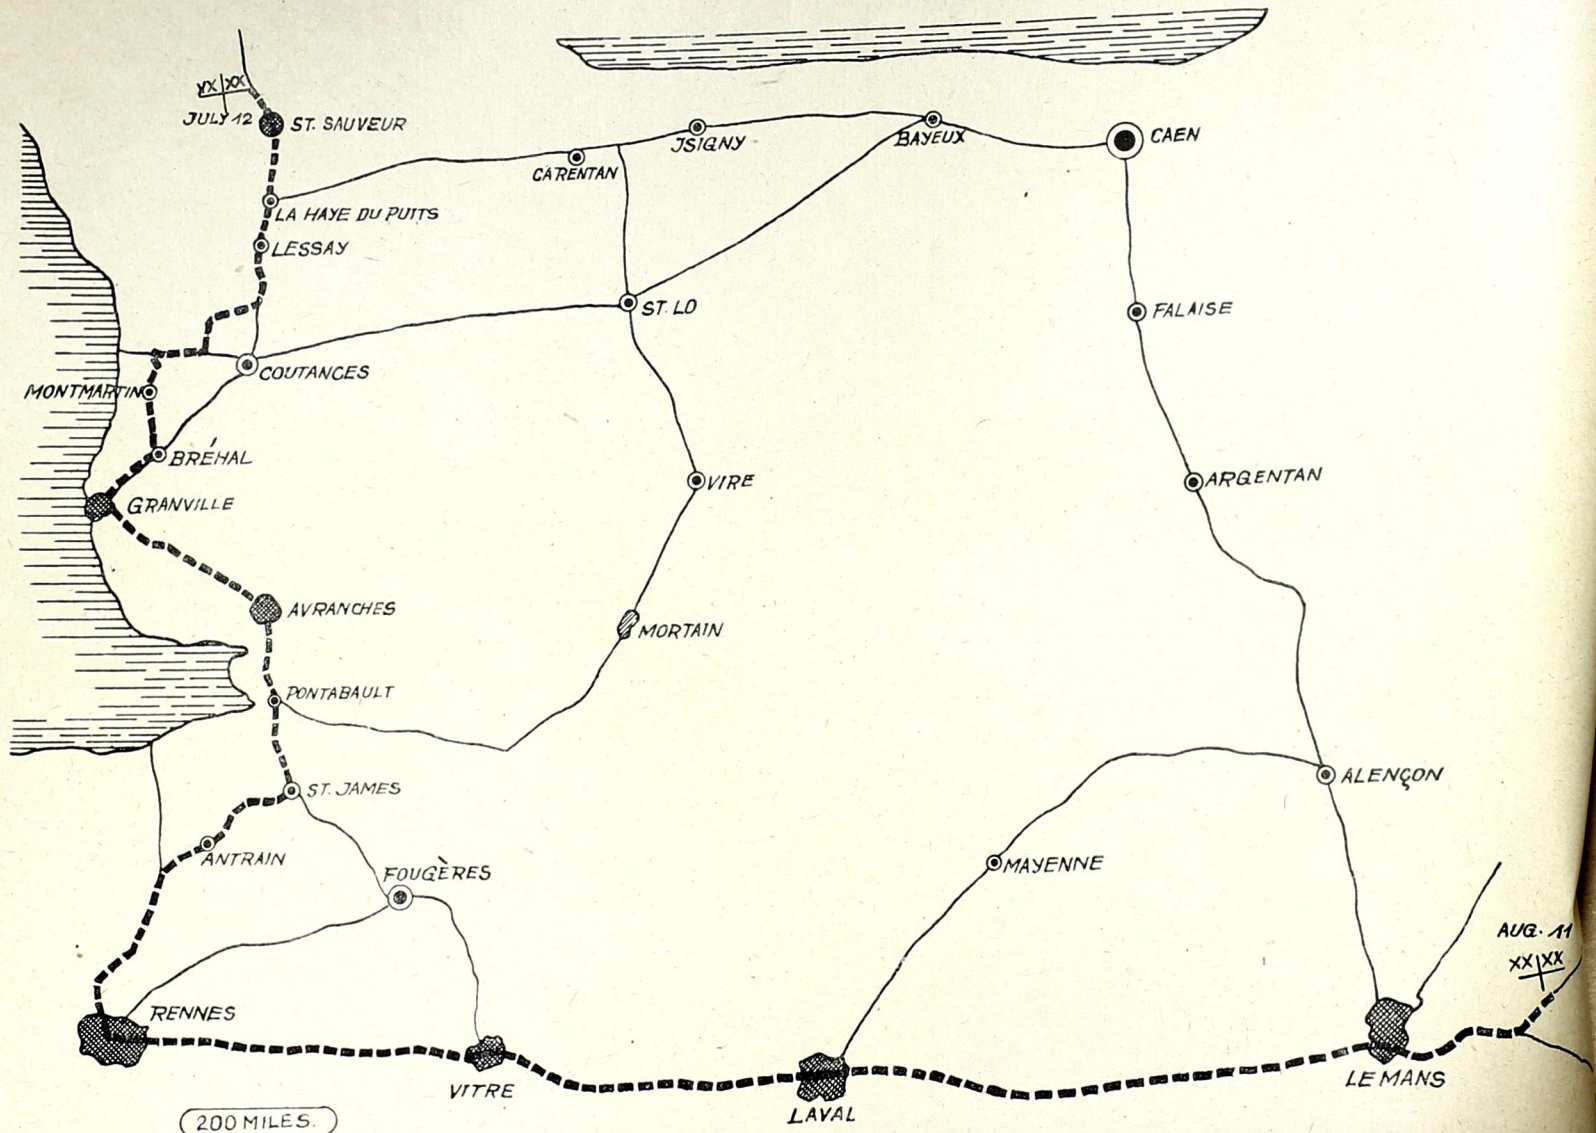 XX XX
JULY 12
ST. SAUVEUR
CARENTAN
JSIGNY
BAYEUX
CAEN
LA HAYE DU PUITS
LESSAY
ST. LO
FALAISE
COUTANCES
MONTMARTIN
BRÉHAL
VIRE
ARGENTAN
GRANVILLE
AVRANCHES
MORTAIN
PONTABAULT
ST. JAMES
ALENÇON
ANTRAIN
FOUGÈRES
MAYENNE
AUG. 11
XX XX
RENNES
VITRE
LAVAL
LE MANS
200 MILES.